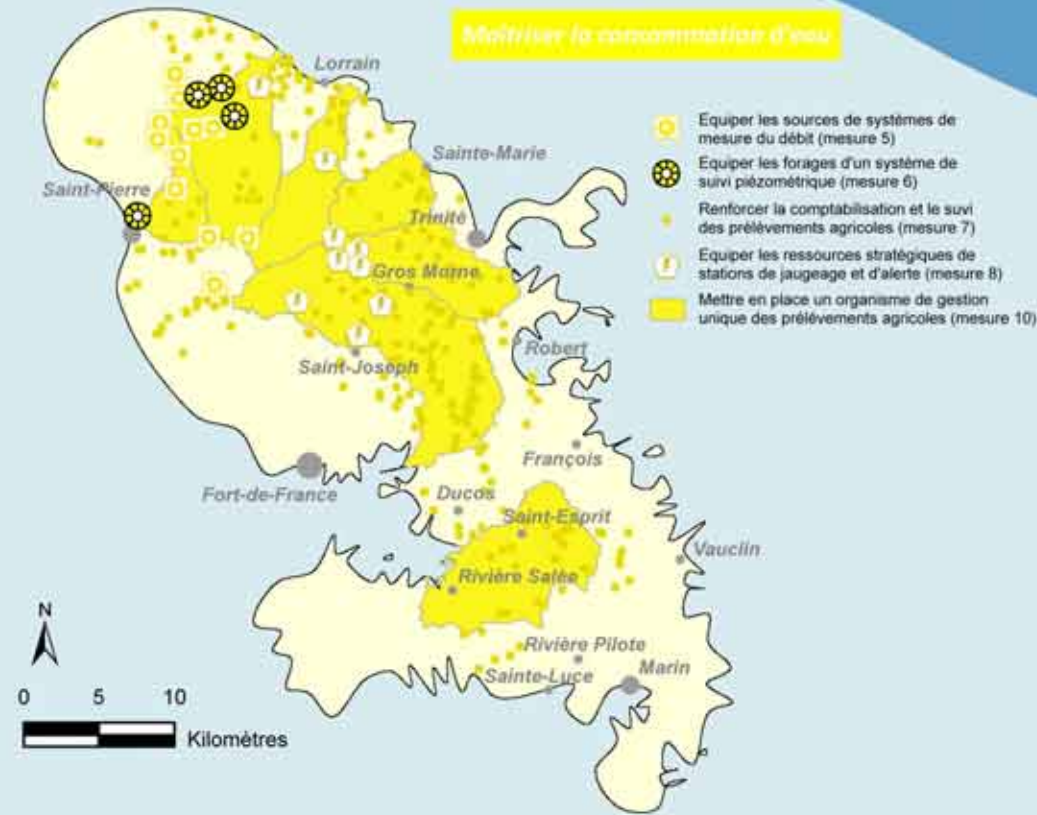 Maîtriser la consommation d'eau
Lorrain
Sainte-Marie
Saint-Pierre
Trinité
Gros Morne
Robert
Saint-Joseph
François
Fort-de-France
Ducos
Saint-Esprit
Vauclin
Rivière Salée
Rivière Pilote
Sainte-Luce
Marin
Equiper les sources de systèmes de
mesure du débit (mesure 5)
Equiper les forages d'un système de
suivi piézométrique (mesure 6)
Renforcer la comptabilisation et le suvi
des prélèvements agricoles (mesure 7)
Equiper les ressources stratégiques de
stations de jaugeage et d'alerte (mesure 8)
Mettre en place un organisme de gestion
unique des prélèvements agricoles (mesure 10)
N
0 5 10
Kilomètres